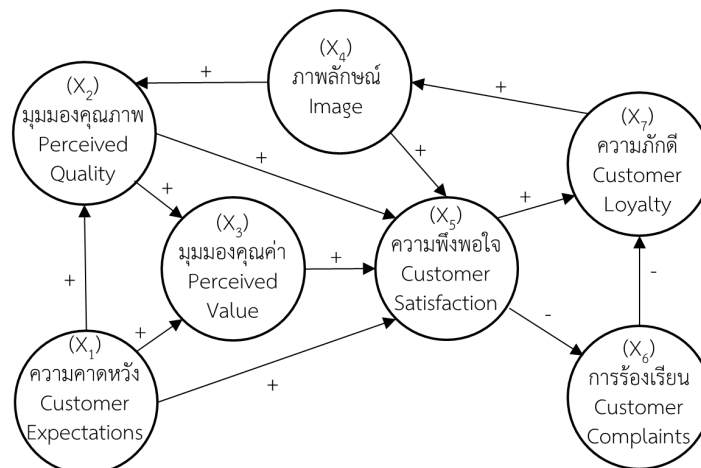 (X₄)
ภาพลักษณ์
Image
(X₂)
มุมมองคุณภาพ
Perceived
Quality
(X₇)
ความภักดี
Customer
Loyalty
(X₃)
มุมมองคุณค่า
Perceived
Value
(X₅)
ความพึงพอใจ
Customer
Satisfaction
(X₁)
ความคาดหวัง
Customer
Expectations
(X₆)
การร้องเรียน
Customer
Complaints
+
+
+
+
+
+
+
+
+
+
-
-